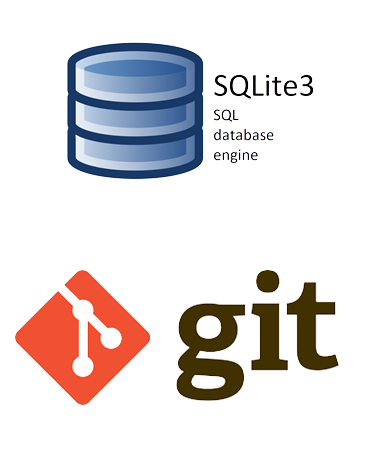 SQLite3
SQL
database
engine
git